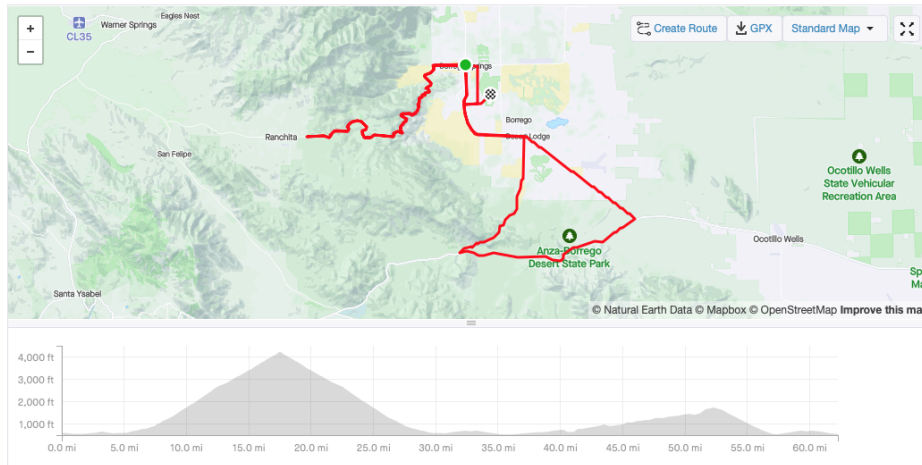 +
−
CL35
Eagles Nest
Warner Springs
Create Route
GPX
Standard Map
Ranchita
San Felipe
Santa Ysabel
Borrego
Ocotillo Wells
State Vehicular
Recreation Area
Ocotillo Wells
Anza-Borrego
Desert State Park
© Natural Earth Data © Mapbox © OpenStreetMap Improve this ma
4,000 ft
3,000 ft
2,000 ft
1,000 ft
0.0 mi 5.0 mi 10.0 mi 15.0 mi 20.0 mi 25.0 mi 30.0 mi 35.0 mi 40.0 mi 45.0 mi 50.0 mi 55.0 mi 60.0 mi